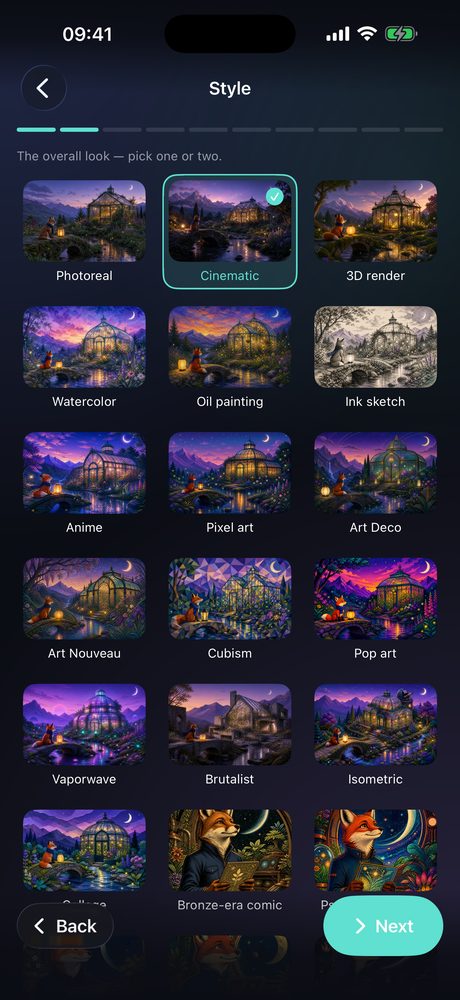 09:41
Style
The overall look — pick one or two.
Photoreal
Cinematic
3D render
Watercolor
Oil painting
Ink sketch
Anime
Pixel art
Art Deco
Art Nouveau
Cubism
Pop art
Vaporwave
Brutalist
Isometric
Bronze-era comic
Back
Next